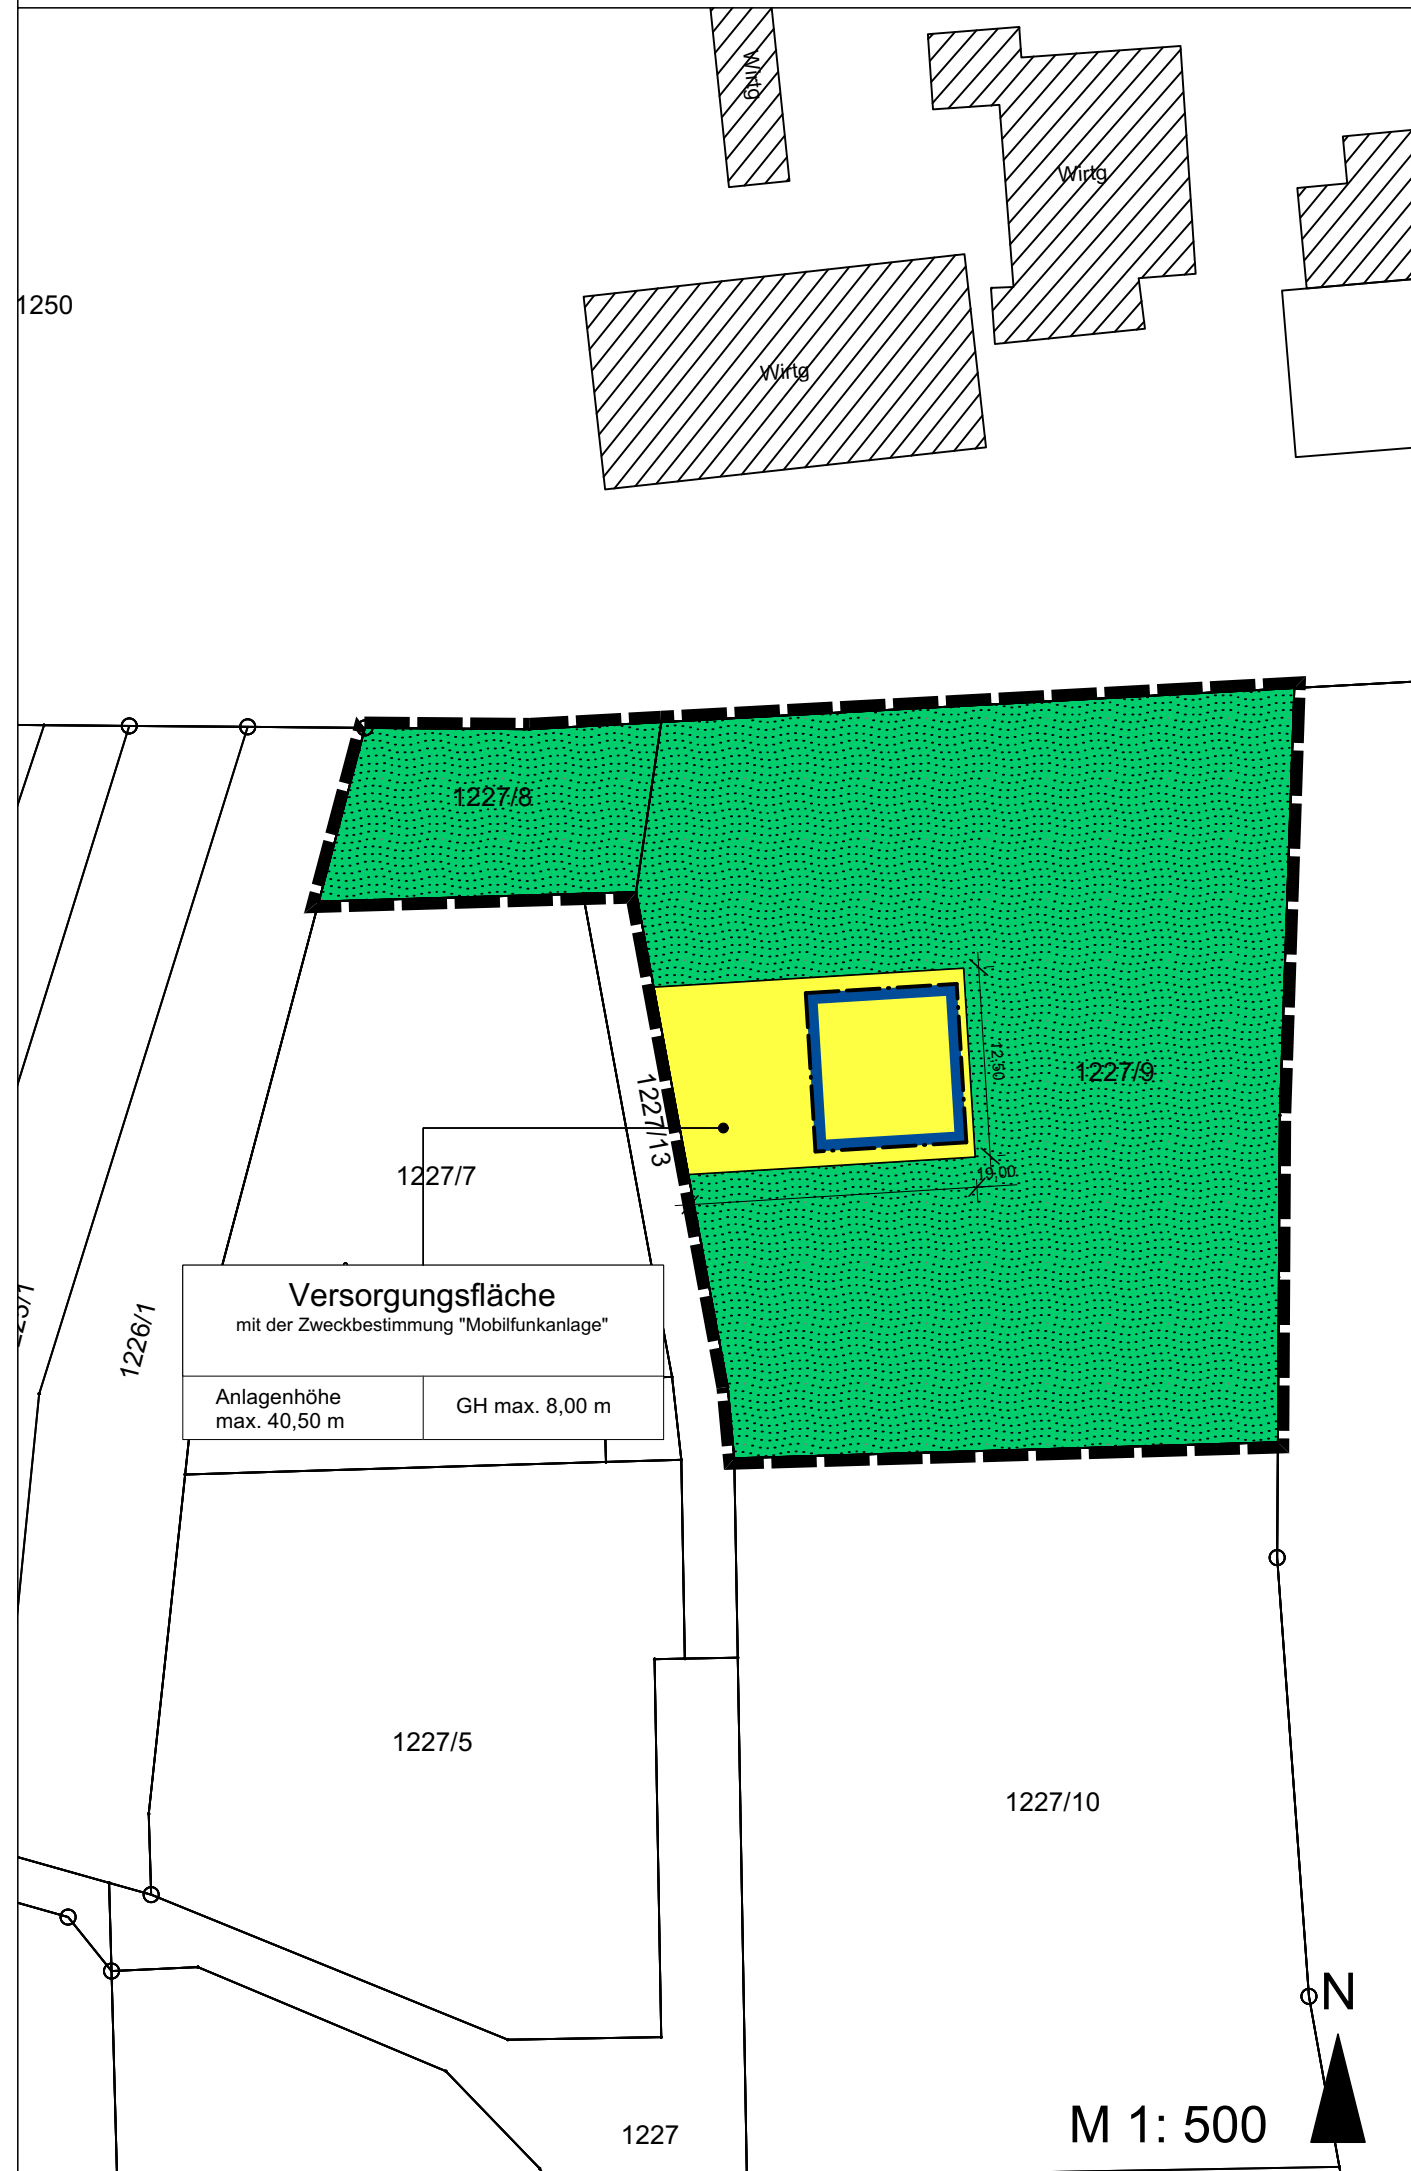 Wirtg
Wirtg
1250
Wirtg
1227/8
12,50
1227/9
1227/13
1227/7
19,00
Versorgungsfläche
mit der Zweckbestimmung "Mobilfunkanlage"
1226/1
Anlagenhöhe
max. 40,50 m
GH max. 8,00 m
1227/5
1227/10
N
M 1: 500
1227